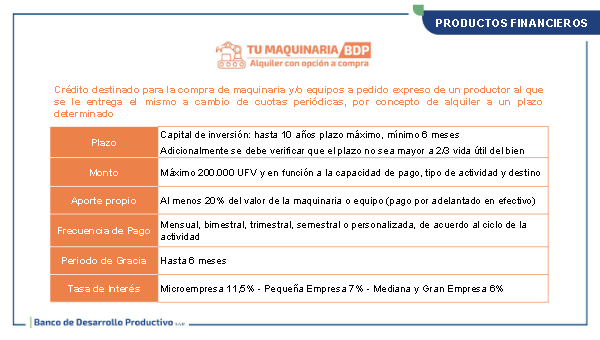 PRODUCTOS FINANCIEROS
TU MAQUINARIA BDP
Alquiler con opción a compra
Crédito destinado para la compra de maquinaria y/o equipos a pedido expreso de un productor al que
se le entrega el mismo a cambio de cuotas periódicas, por concepto de alquiler a un plazo
determinado
Plazo
Capital de inversión: hasta 10 años plazo máximo, mínimo 6 meses
Adicionalmente se debe verificar que el plazo no sea mayor a 2/3 vida útil del bien
Monto
Máximo 200.000 UFV y en función a la capacidad de pago, tipo de actividad y destino
Aporte propio
Al menos 20% del valor de la maquinaria o equipo (pago por adelantado en efectivo)
Frecuencia de Pago
Mensual, bimestral, trimestral, semestral o personalizada, de acuerdo al ciclo de la
actividad
Periodo de Gracia
Hasta 6 meses
Tasa de Interés
Microempresa 11,5% - Pequeña Empresa 7% - Mediana y Gran Empresa 6%
Banco de Desarrollo Productivo